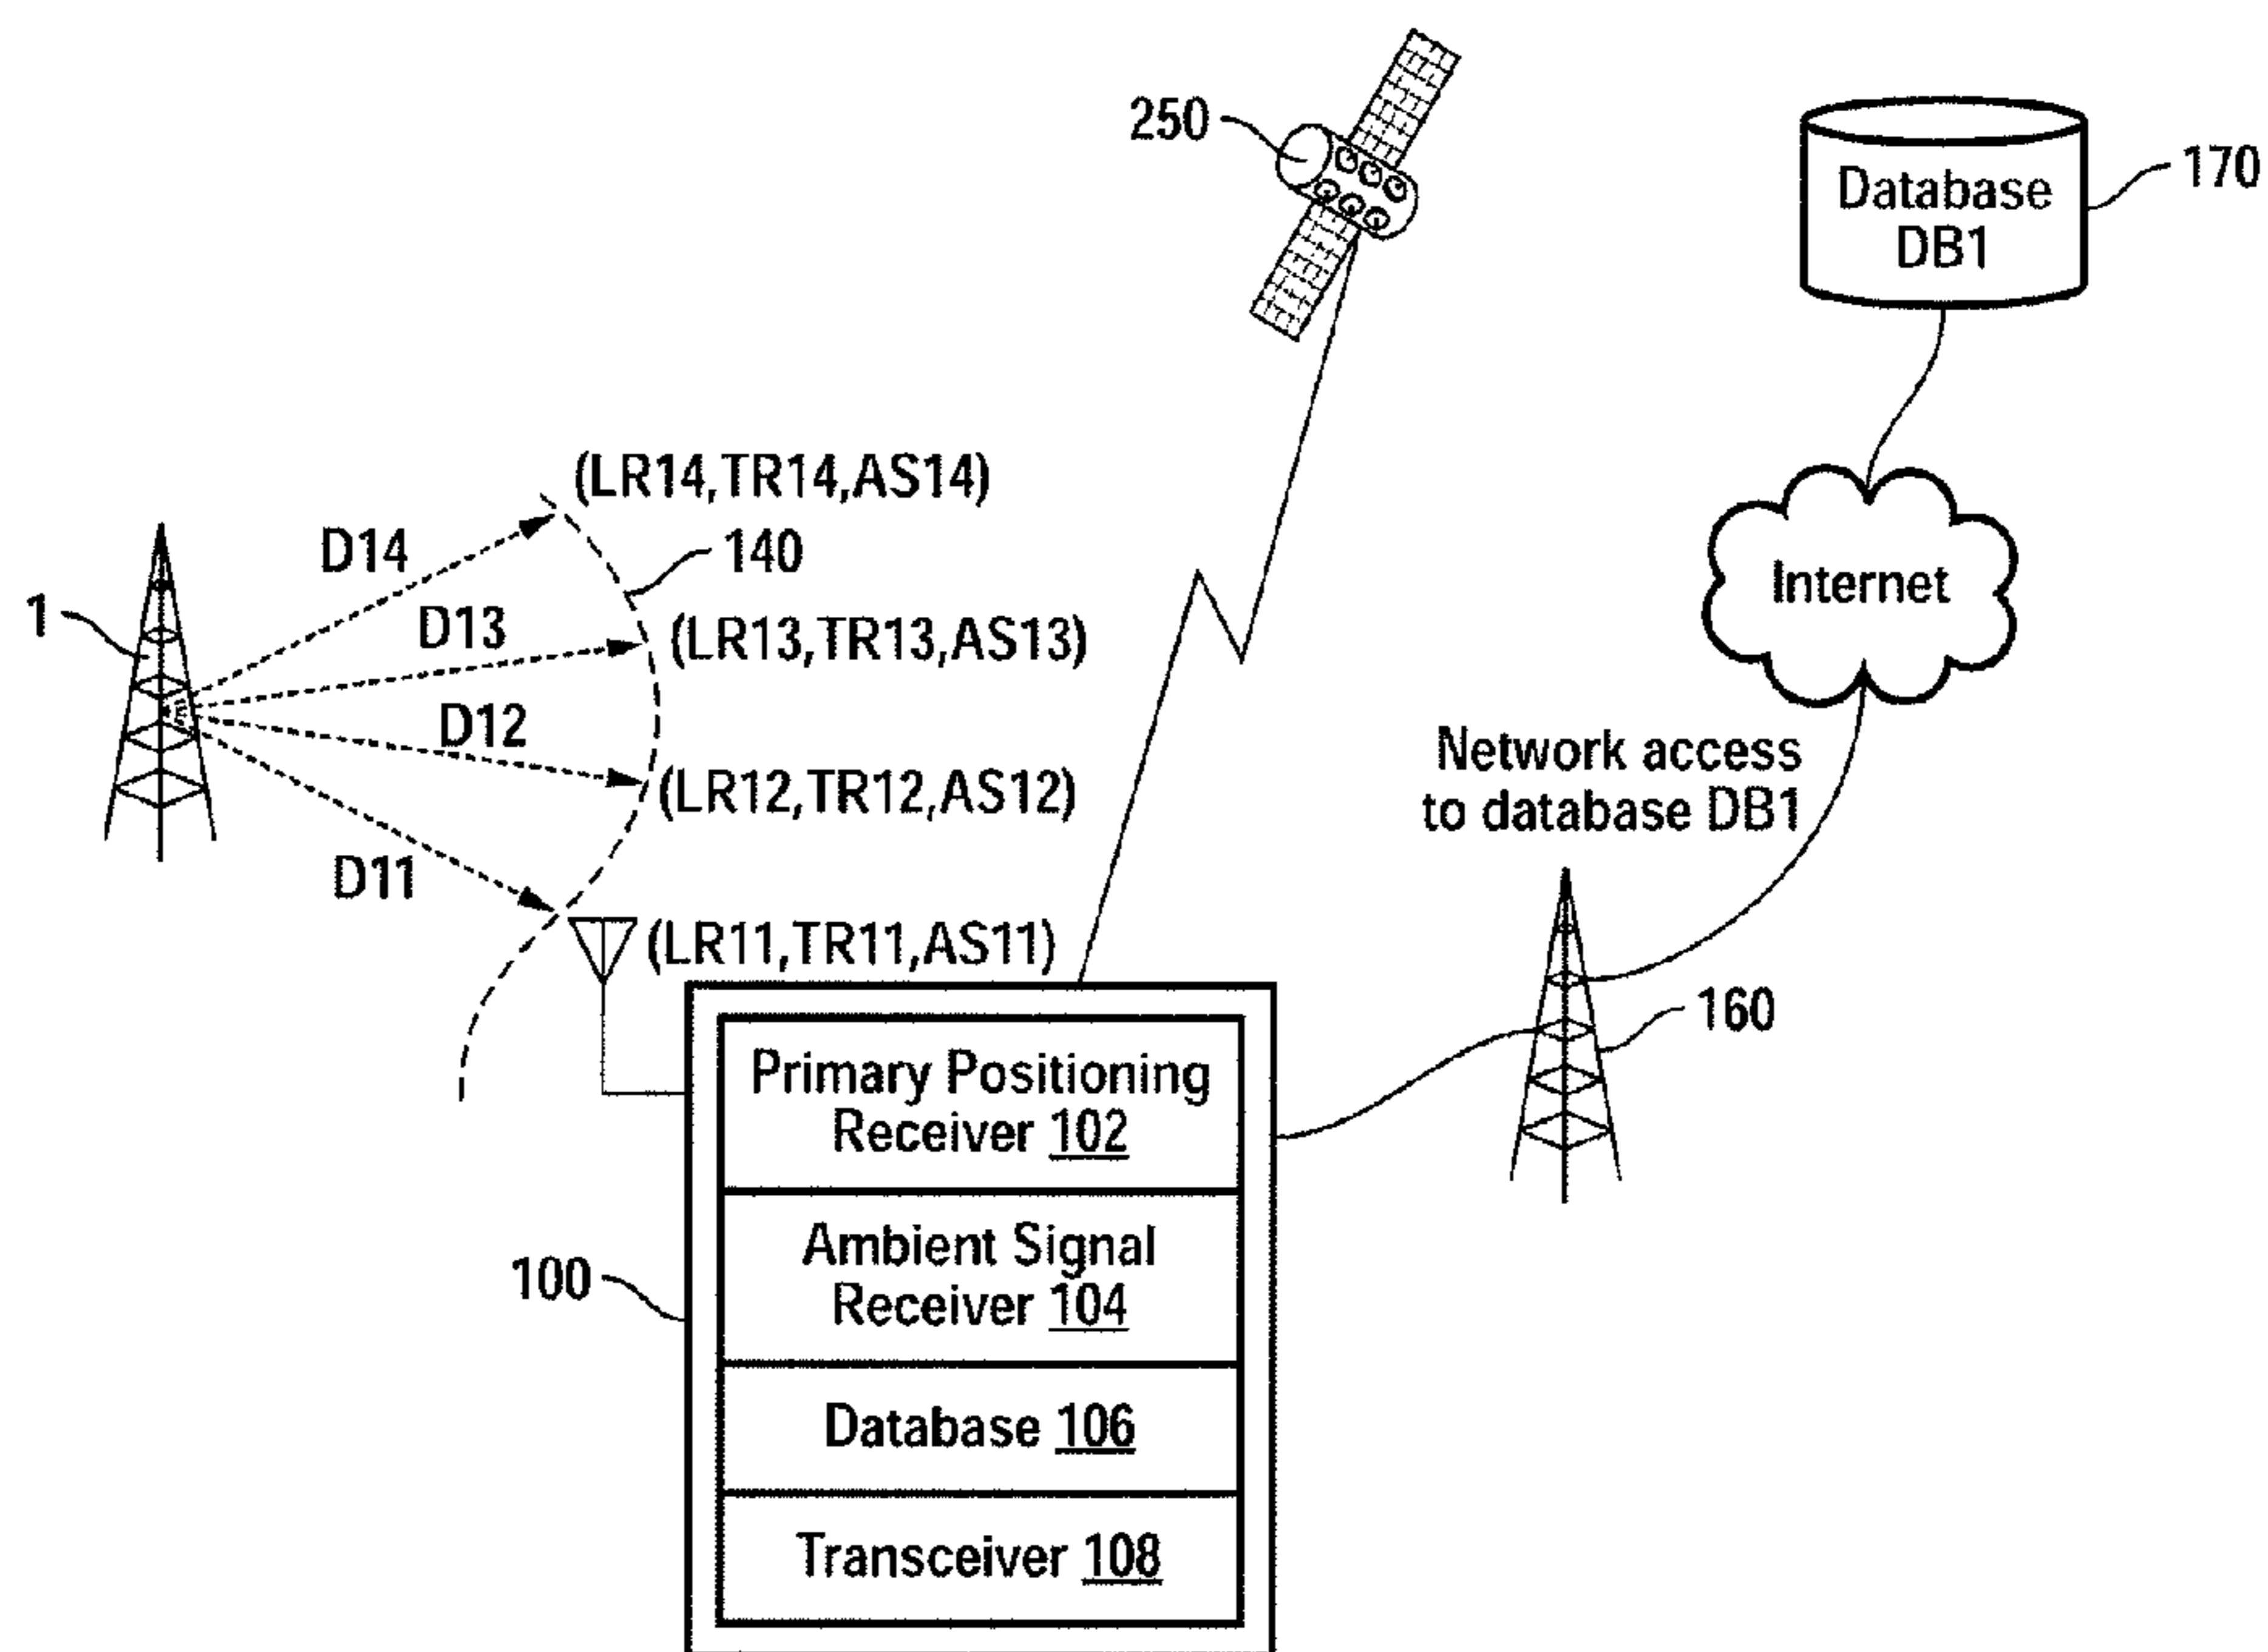 250
Database
DB1
170
(LR14,TR14,AS14)
D14
140
1
D13
(LR13,TR13,AS13)
Internet
D12
(LR12,TR12,AS12)
Network access
to database DB1
D11
(LR11,TR11,AS11)
160
Primary Positioning
Receiver 102
Ambient Signal
Receiver 104
100
Database 106
Transceiver 108